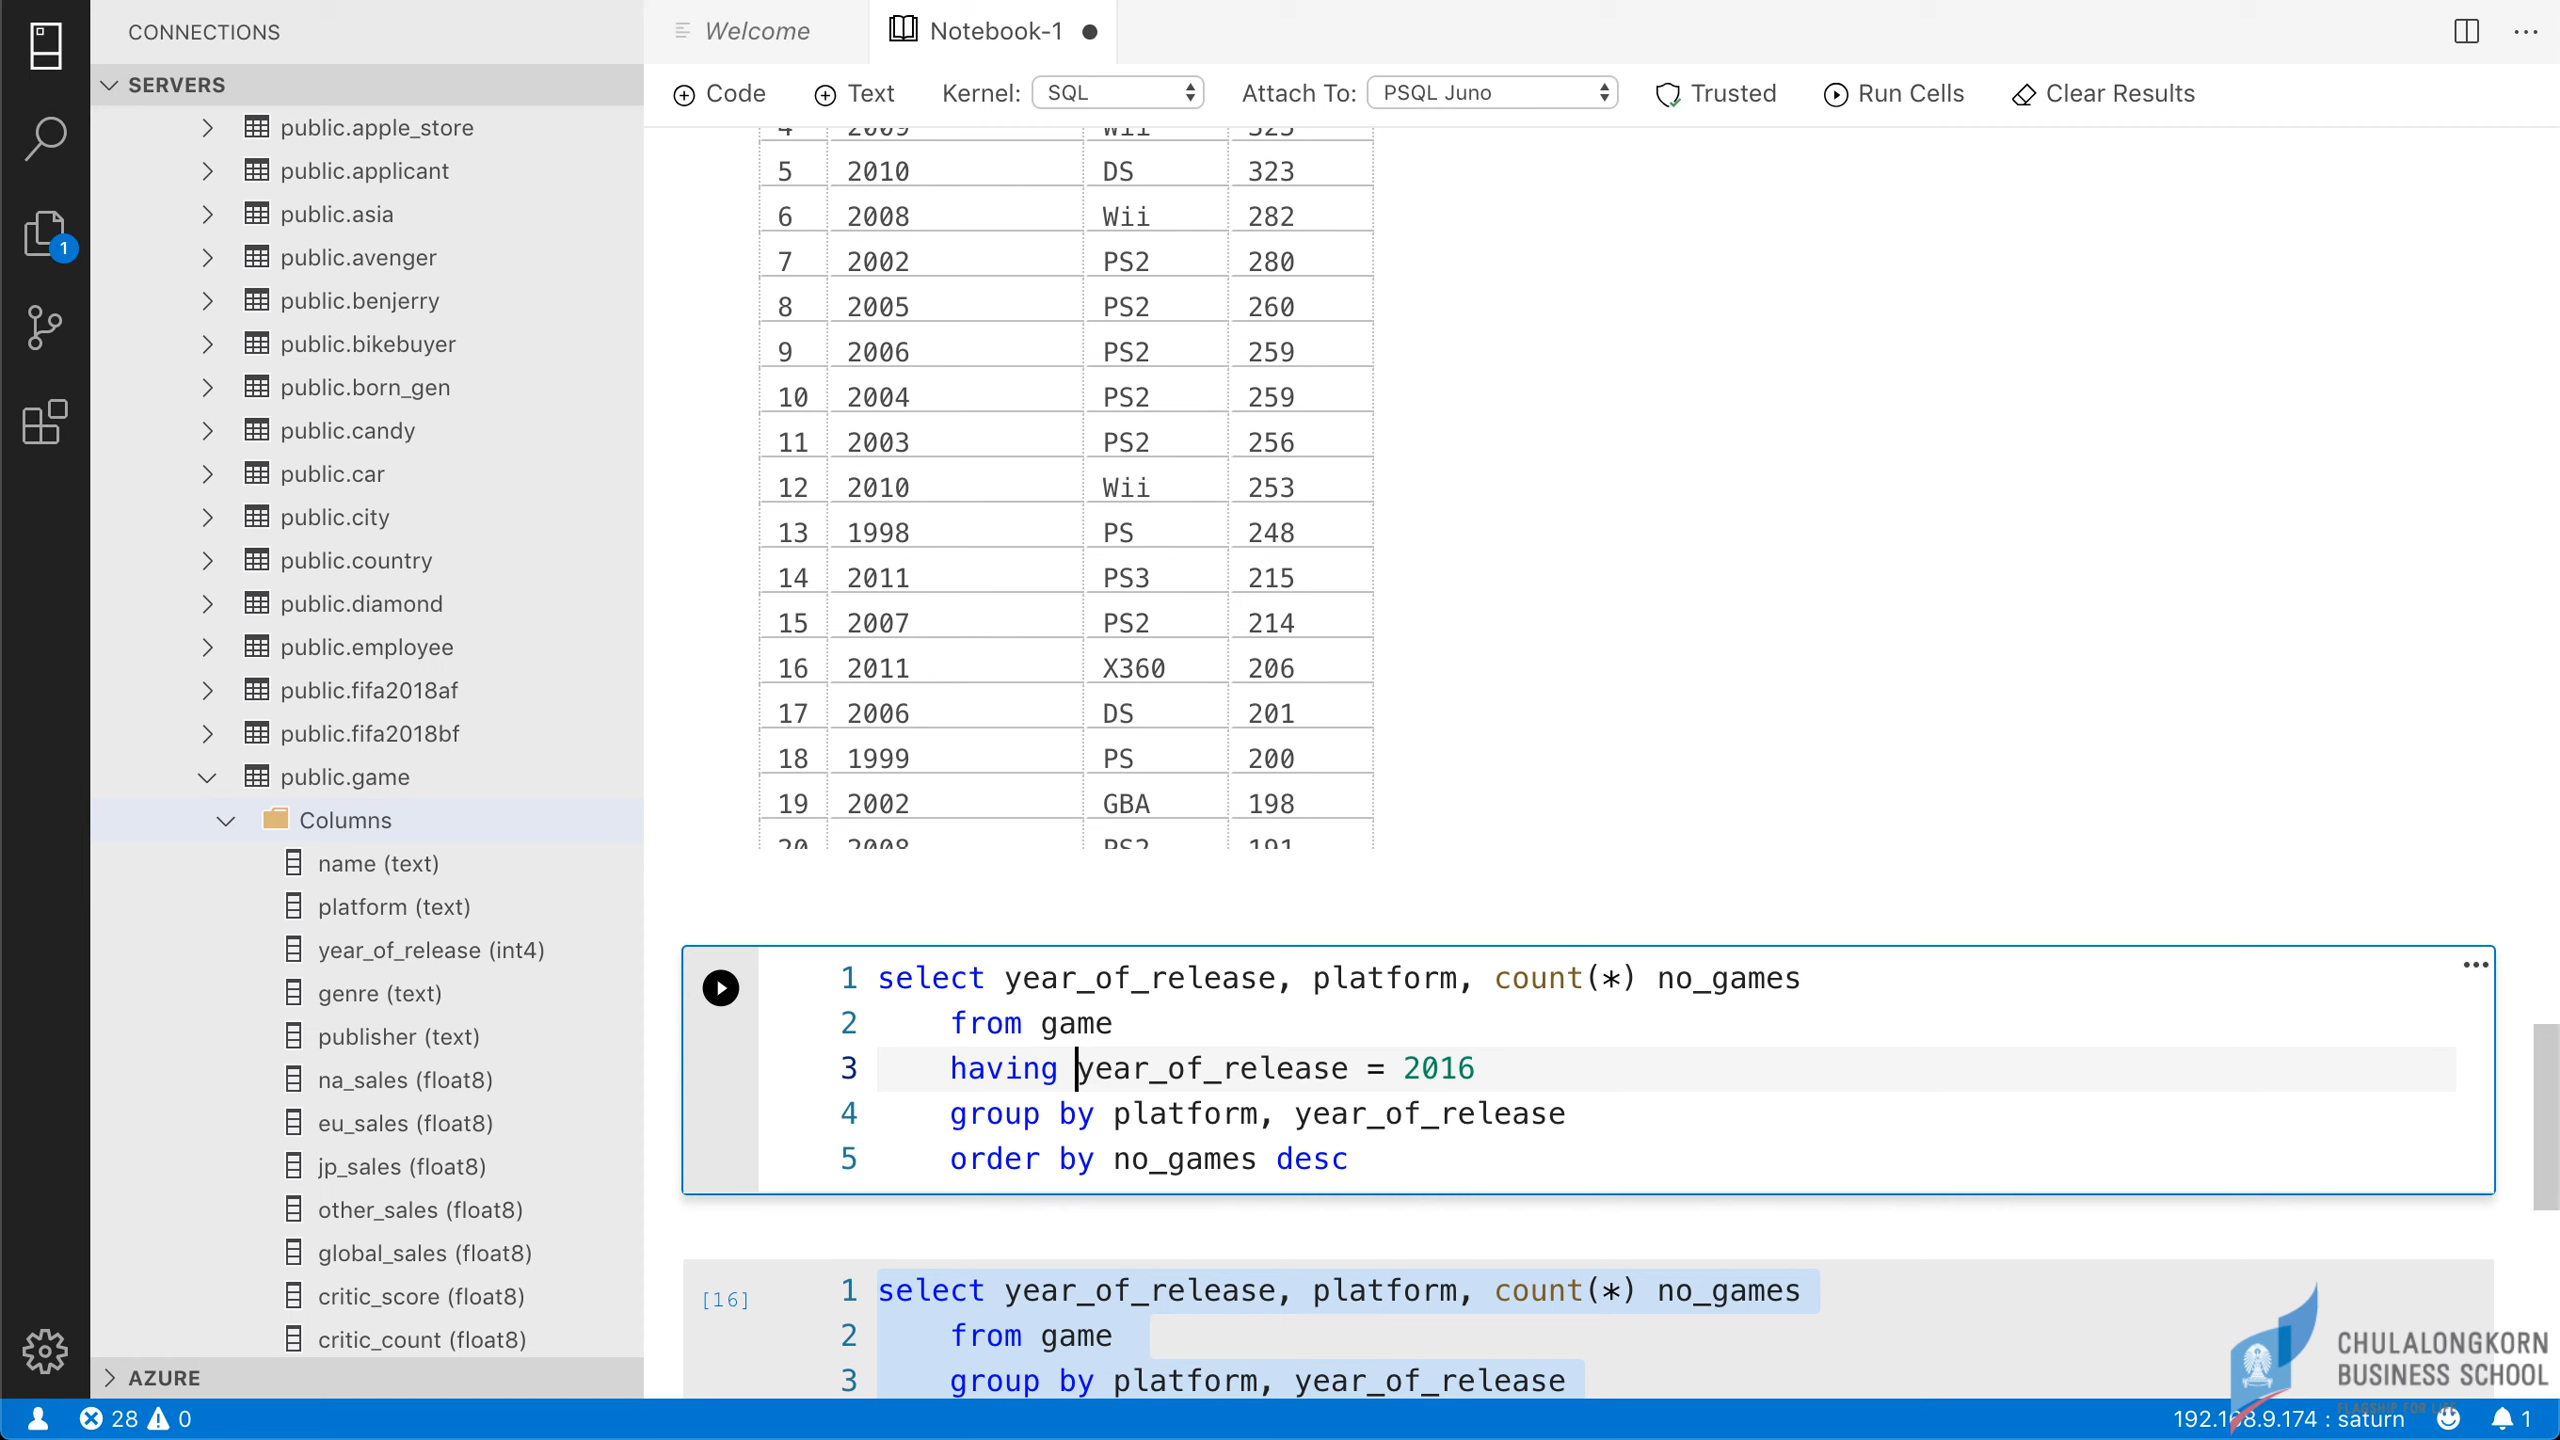 CONNECTIONS
SERVERS
public.apple_store
public.applicant
public.asia
public.avenger
public.benjerry
public.bikebuyer
public.born_gen
public.candy
public.car
public.city
public.country
public.diamond
public.employee
public.fifa2018af
public.fifa2018bf
public.game
Columns
name (text)
platform (text)
year_of_release (int4)
genre (text)
publisher (text)
na_sales (float8)
eu_sales (float8)
jp_sales (float8)
other_sales (float8)
global_sales (float8)
critic_score (float8)
critic_count (float8)
AZURE
1
Welcome
Notebook-1
Code Text Kernel: SQL Attach To: PSQL Juno Trusted Run Cells Clear Results
4 2009 Wii 325
5 2010 DS 323
6 2008 Wii 282
7 2002 PS2 280
8 2005 PS2 260
9 2006 PS2 259
10 2004 PS2 259
11 2003 PS2 256
12 2010 Wii 253
13 1998 PS 248
14 2011 PS3 215
15 2007 PS2 214
16 2011 X360 206
17 2006 DS 201
18 1999 PS 200
19 2002 GBA 198
20 2008 PS2 191
1 select year_of_release, platform, count(*) no_games
2 from game
3 having year_of_release = 2016
4 group by platform, year_of_release
5 order by no_games desc
[16]
1 select year_of_release, platform, count(*) no_games
2 from game
3 group by platform, year_of_release
CHULALONGKORN
BUSINESS SCHOOL
FLAGSHIP FOR LIFE
28 0
192.168.9.174 : saturn
1